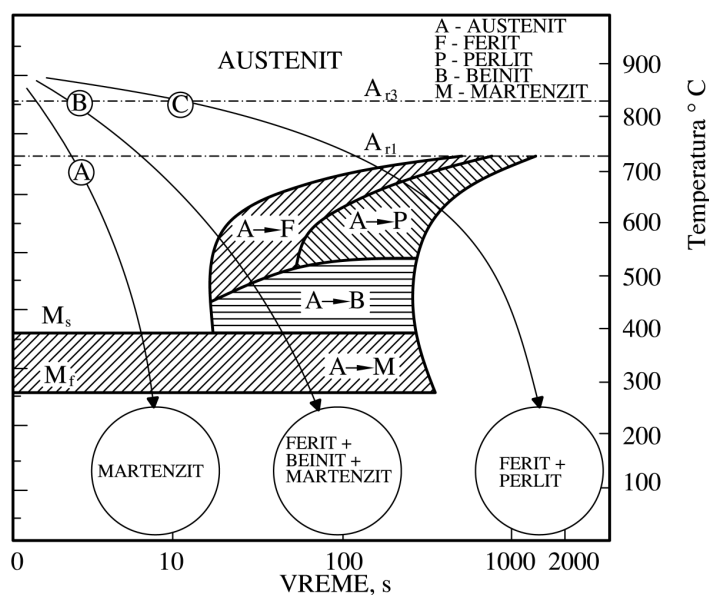 A - AUSTENIT
F - FERIT
P - PERLIT
B - BEINIT
M - MARTENZIT
AUSTENIT
A
B
C
Ar3
Ar1
A→F
A→P
A→B
A→M
Ms
Mf
MARTENZIT
FERIT +
BEINIT +
MARTENZIT
FERIT +
PERLIT
900
800
700
600
500
400
300
200
100
Temperatura ° C
0 10 100 1000 2000
VREME, s